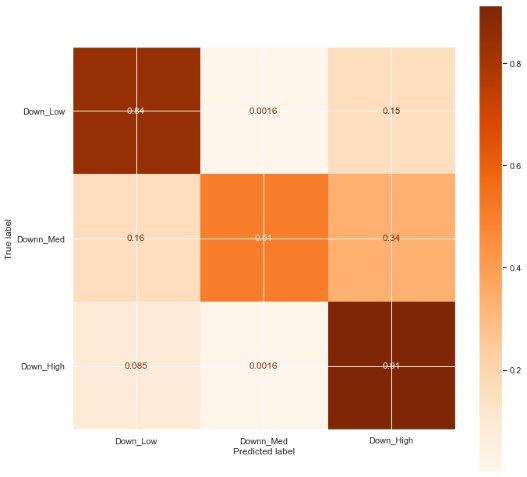 True label
Down_Low
0.84
0.0016
0.15
Downn_Med
0.16
0.51
0.34
Down_High
0.085
0.0016
0.91
Down_Low
Downn_Med
Down_High
Predicted label
0.8
0.6
0.4
0.2